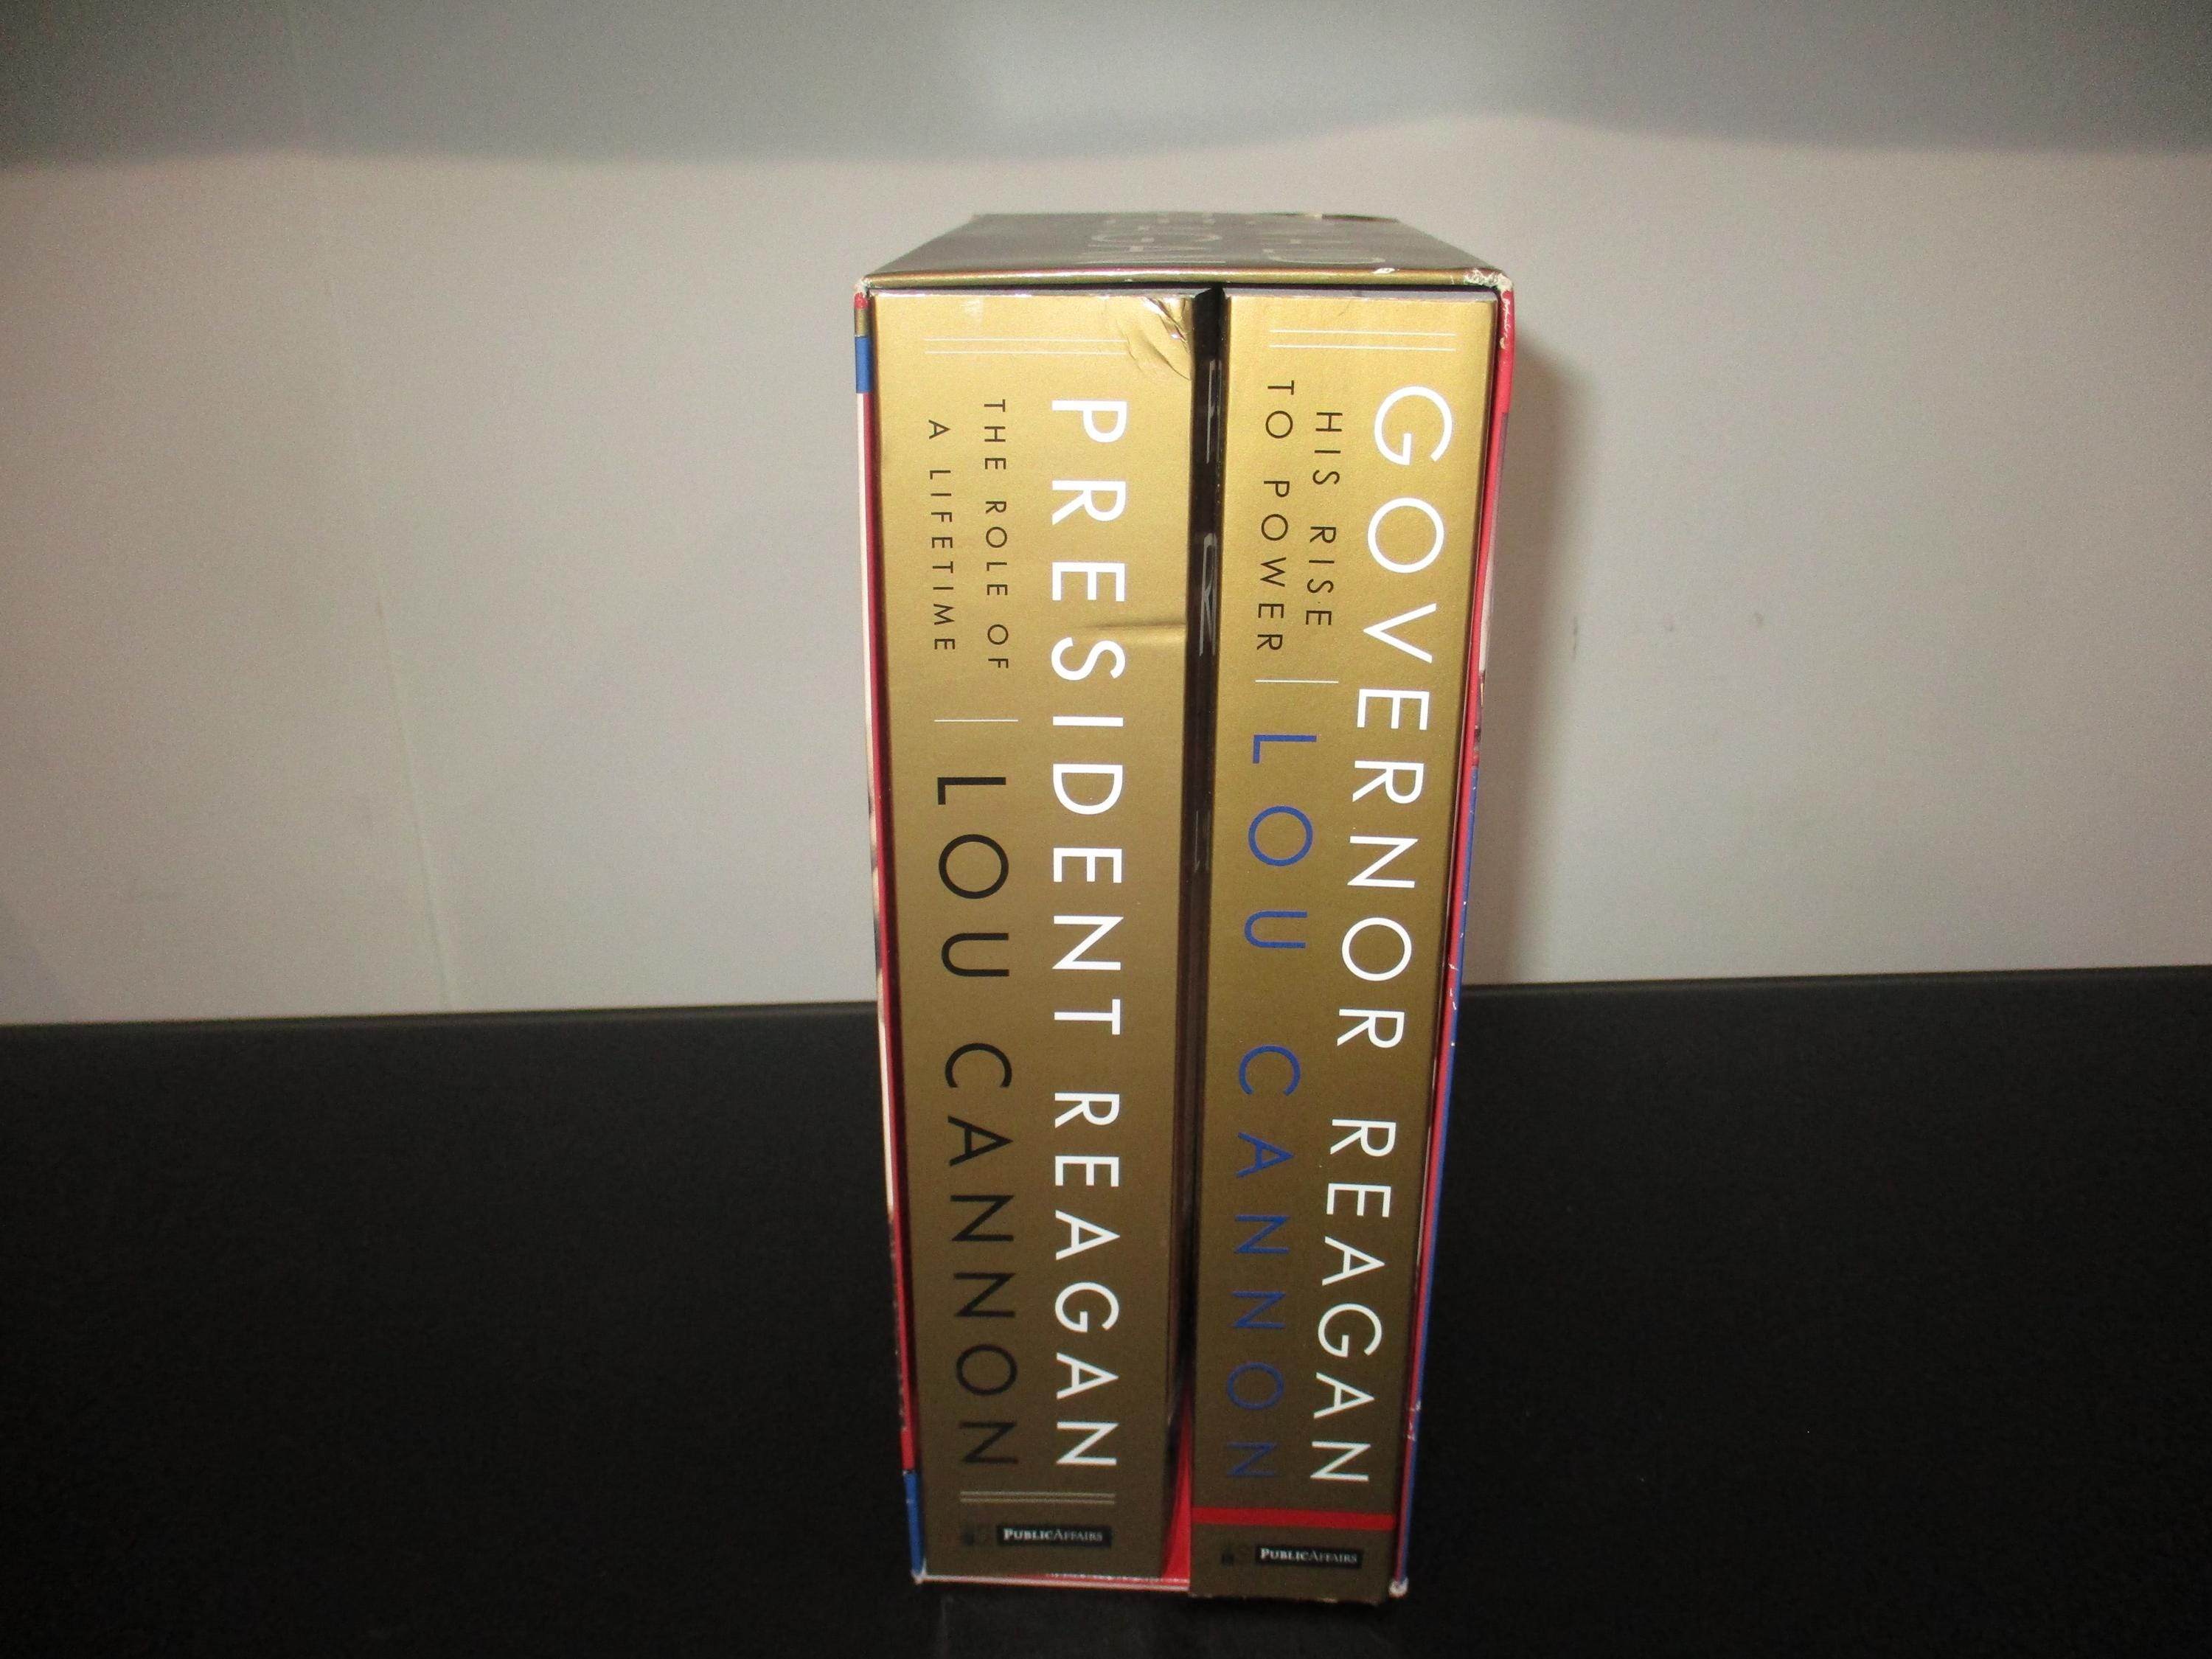 PRESIDENT REAGAN
THE ROLE OF
A LIFETIME
LOU CANNON
PUBLICAFFAIRS
GOVERNOR REAGAN
HIS RISE
TO POWER
LOU CANNON
PUBLICAFFAIRS